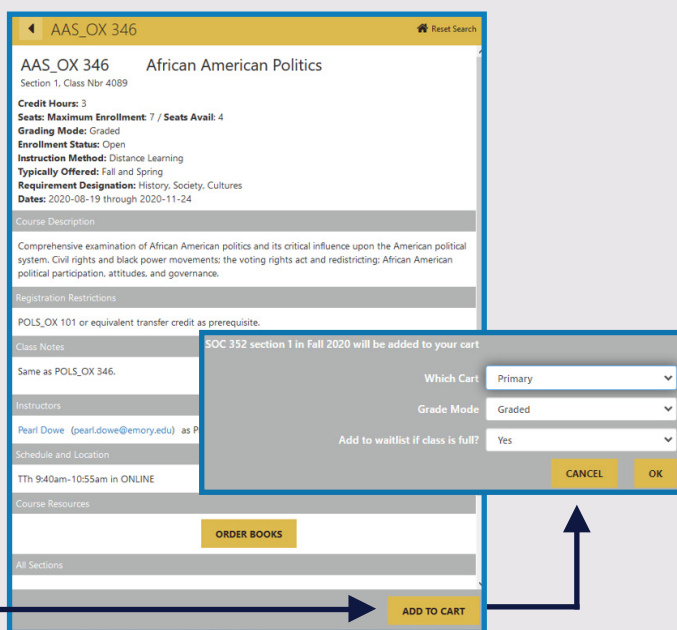 AAS_OX 346
Reset Search
AAS_OX 346 African American Politics
Section 1, Class Nbr 4089
Credit Hours: 3
Seats: Maximum Enrollment: 7 / Seats Avail: 4
Grading Mode: Graded
Enrollment Status: Open
Instruction Method: Distance Learning
Typically Offered: Fall and Spring
Requirement Designation: History, Society, Cultures
Dates: 2020-08-19 through 2020-11-24
Course Description
Comprehensive examination of African American politics and its critical influence upon the American political
system. Civil rights and black power movements; the voting rights act and redistricting; African American
political participation, attitudes, and governance.
Registration Restrictions
POLS_OX 101 or equivalent transfer credit as prerequisite.
Class Notes
Same as POLS_OX 346.
Instructors
Pearl Dowe (pearl.dowe@emory.edu) as P
Schedule and Location
TTh 9:40am-10:55am in ONLINE
Course Resources
ORDER BOOKS
All Sections
ADD TO CART
SOC 352 section 1 in Fall 2020 will be added to your cart
Which Cart Primary
Grade Mode Graded
Add to waitlist if class is full? Yes
CANCEL OK